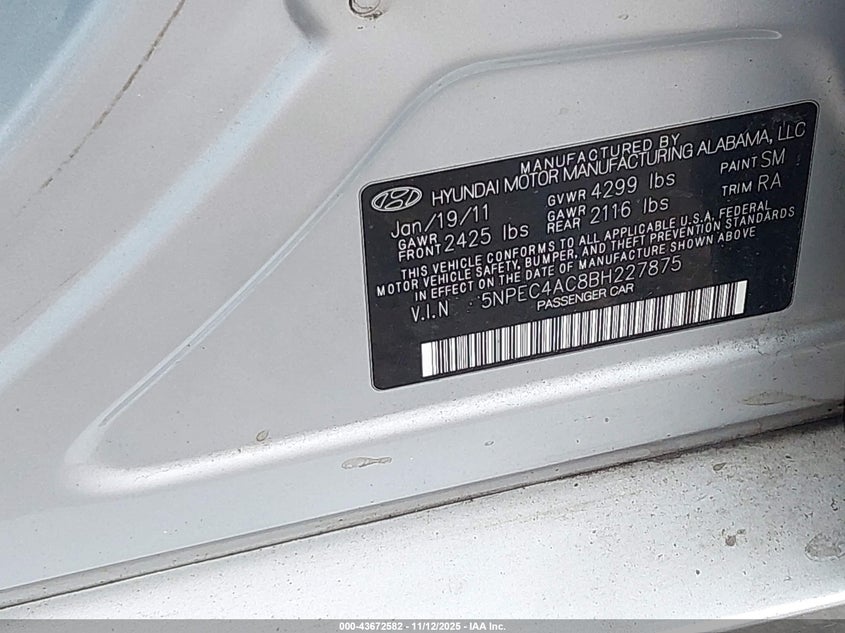 MANUFACTURED BY
HYUNDAI MOTOR MANUFACTURING ALABAMA, LLC
Jan/19/11 GVWR 4299 lbs PAINT SM
GAWR FRONT 2425 lbs GAWR REAR 2116 lbs TRIM RA
THIS VEHICLE CONFORMS TO ALL APPLICABLE U.S.A. FEDERAL
MOTOR VEHICLE SAFETY, BUMPER, AND THEFT PREVENTION STANDARDS
IN EFFECT ON THE DATE OF MANUFACTURE SHOWN ABOVE
V.I.N 5NPEC4AC8BH227875
PASSENGER CAR
000-43672582 - 11/12/2025 - IAA Inc.